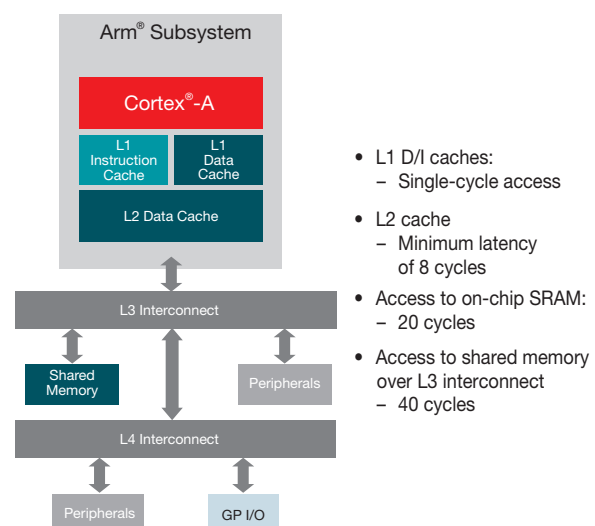 Arm® Subsystem
Cortex®-A
L1
Instruction
Cache
L1
Data
Cache
L2 Data Cache
L3 Interconnect
Shared
Memory
Peripherals
L4 Interconnect
Peripherals
GP I/O
• L1 D/I caches:
– Single-cycle access
• L2 cache
– Minimum latency
of 8 cycles
• Access to on-chip SRAM:
– 20 cycles
• Access to shared memory
over L3 interconnect
– 40 cycles